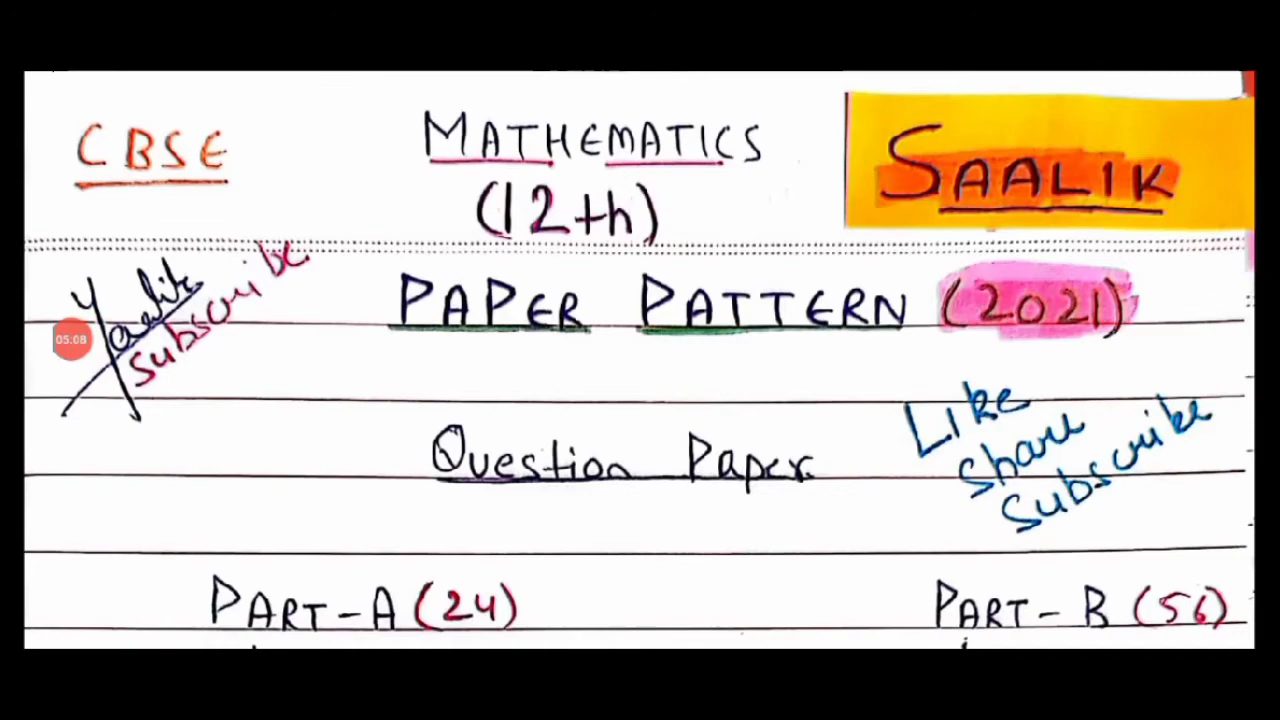 CBSE
MATHEMATICS
(12th)
SAALIK
PAPER PATTERN (2021)
Subscribe
05:08
Question Paper
Like
Share
Subscribe
PART-A (24)
PART-B (56)